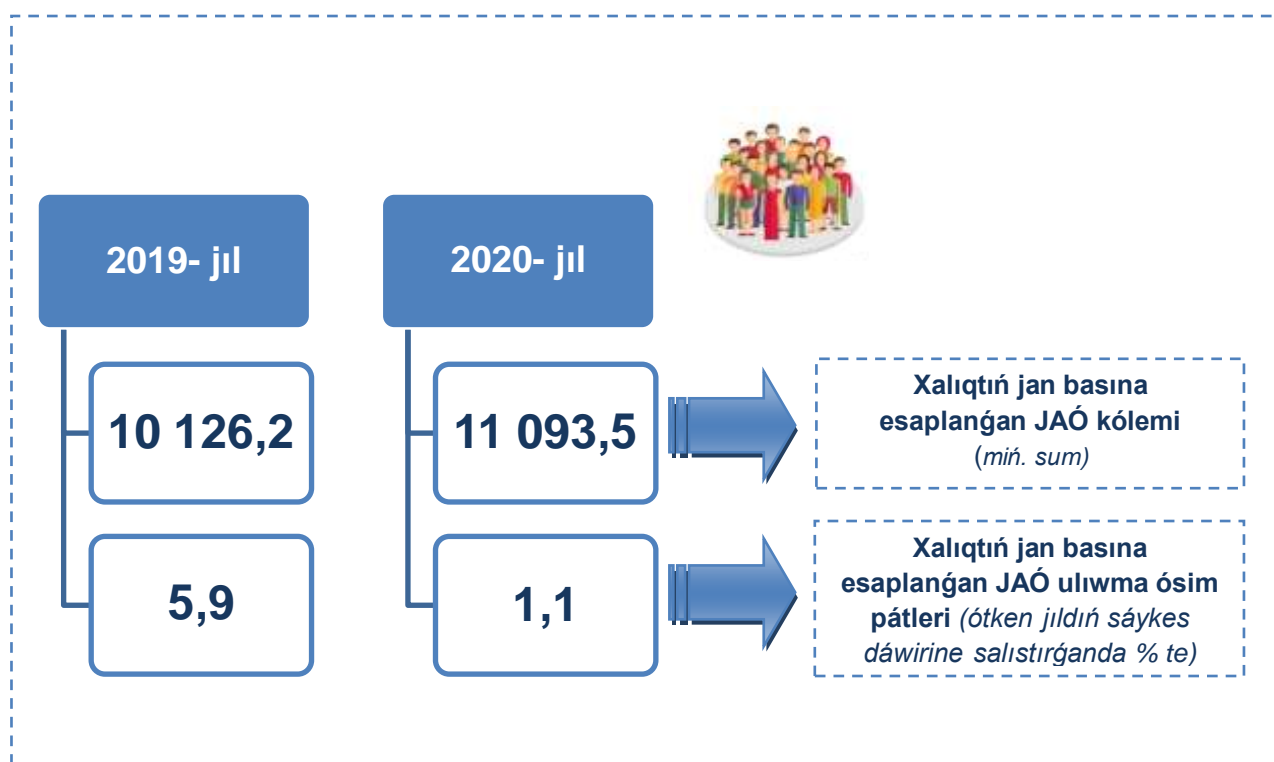 2019- jıl
2020- jıl
10 126,2
11 093,5
Xalıqtıń jan basına
esaplanǵan JAÓ kólemi
(miń. sum)
5,9
1,1
Xalıqtıń jan basına
esaplanǵan JAÓ ulıwma ósim
pátleri (ótken jıldıń sáykes
dáwirine salıstırǵanda % te)